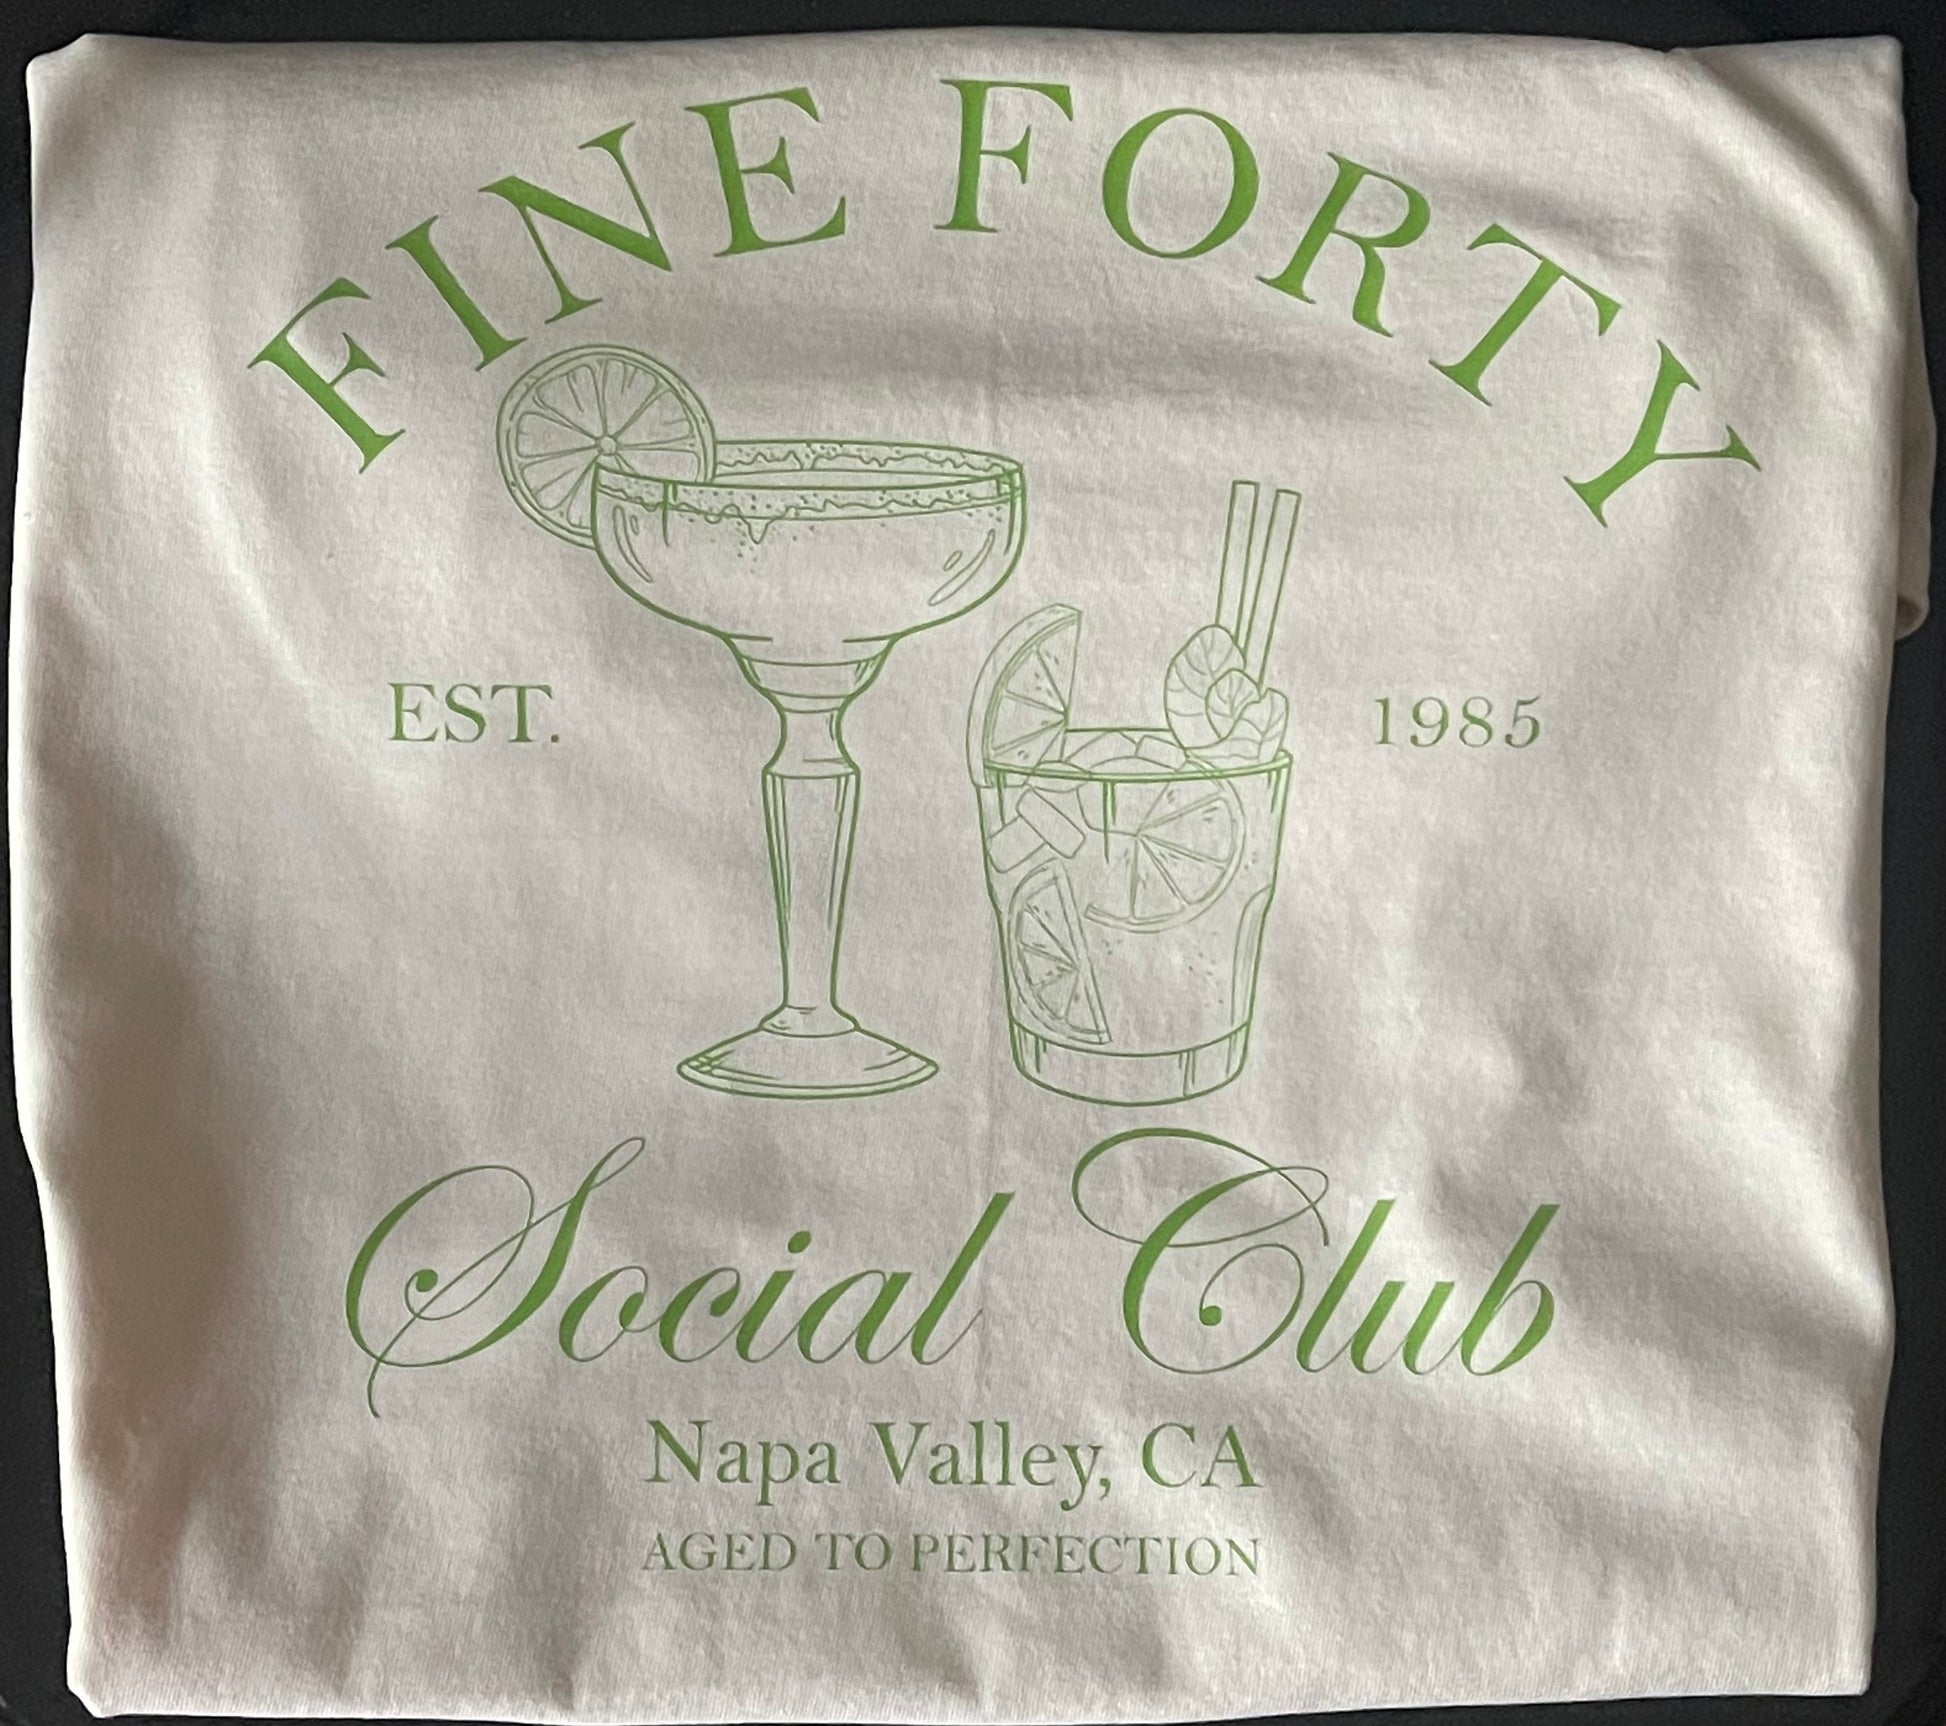 FINE FORTY
EST. 1985
Social Club
Napa Valley, CA
AGED TO PERFECTION